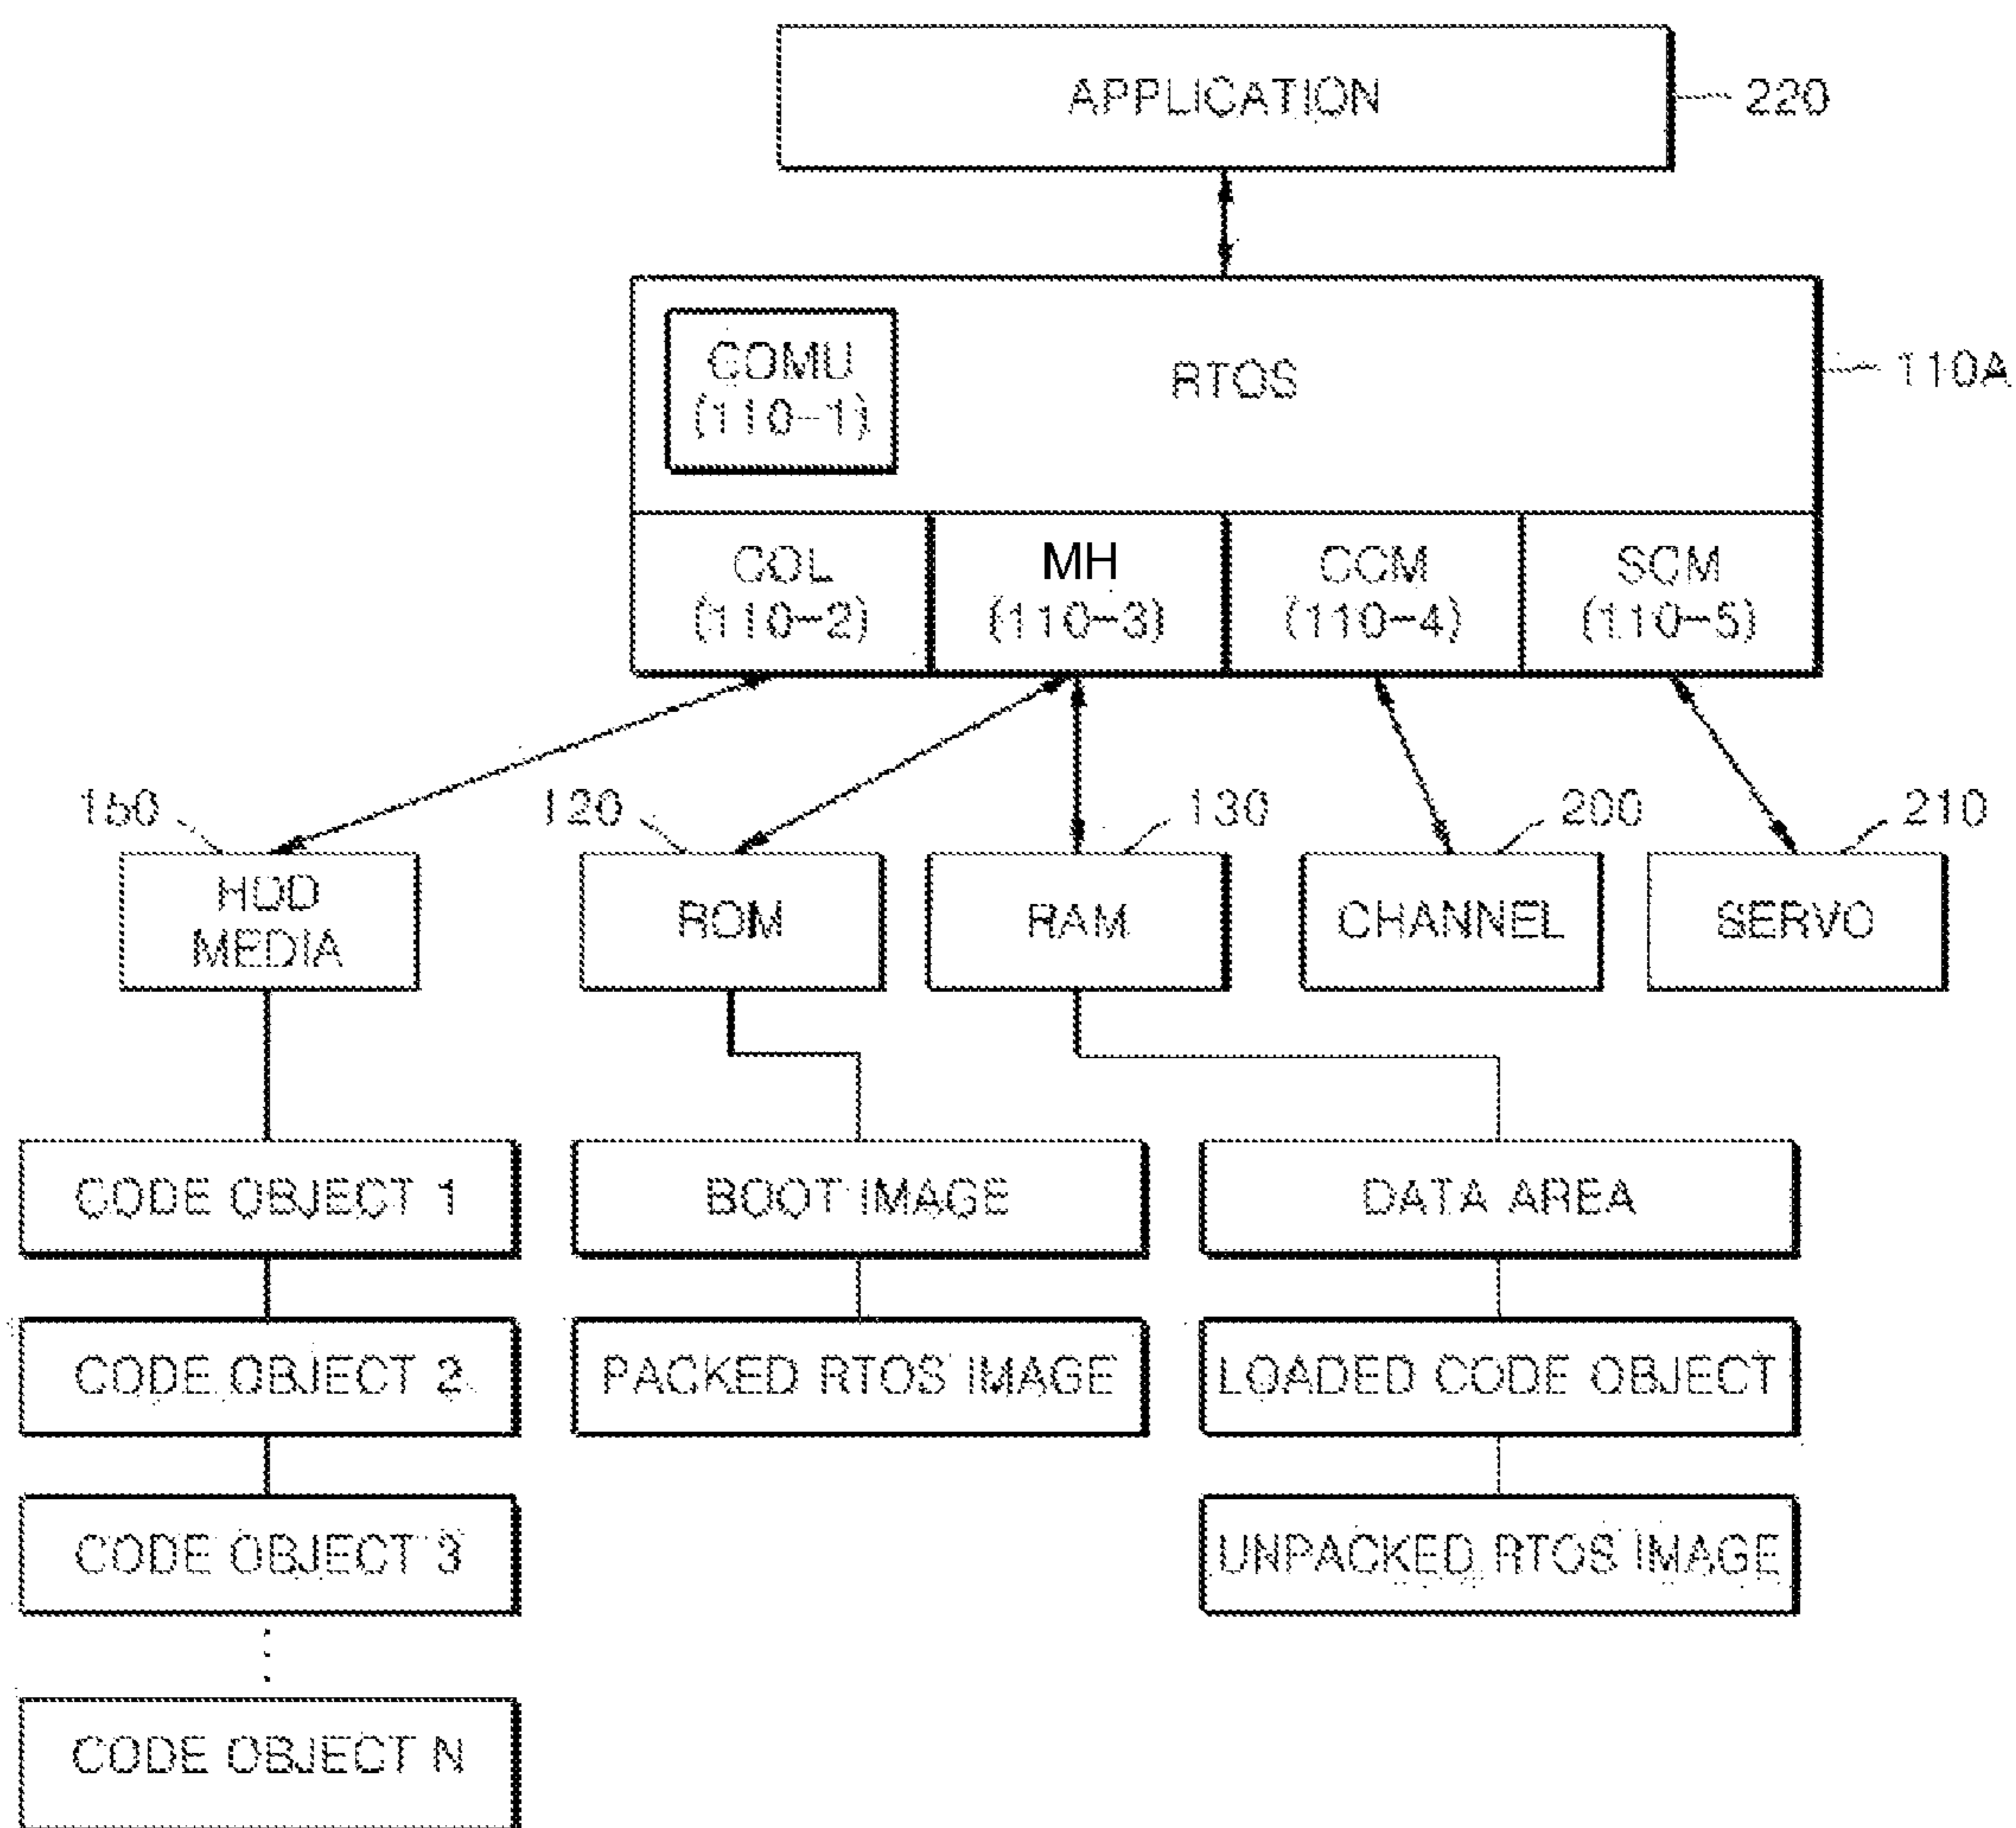 APPLICATION
220
COMU
(110-1)
RTOS
110A
COL
(110-2)
MH
(110-3)
CCM
(110-4)
SCM
(110-5)
150
120
130
200
210
HDD
MEDIA
ROM
RAM
CHANNEL
SERVO
CODE OBJECT 1
BOOT IMAGE
DATA AREA
CODE OBJECT 2
PACKED RTOS IMAGE
LOADED CODE OBJECT
CODE OBJECT 3
UNPACKED RTOS IMAGE
CODE OBJECT N